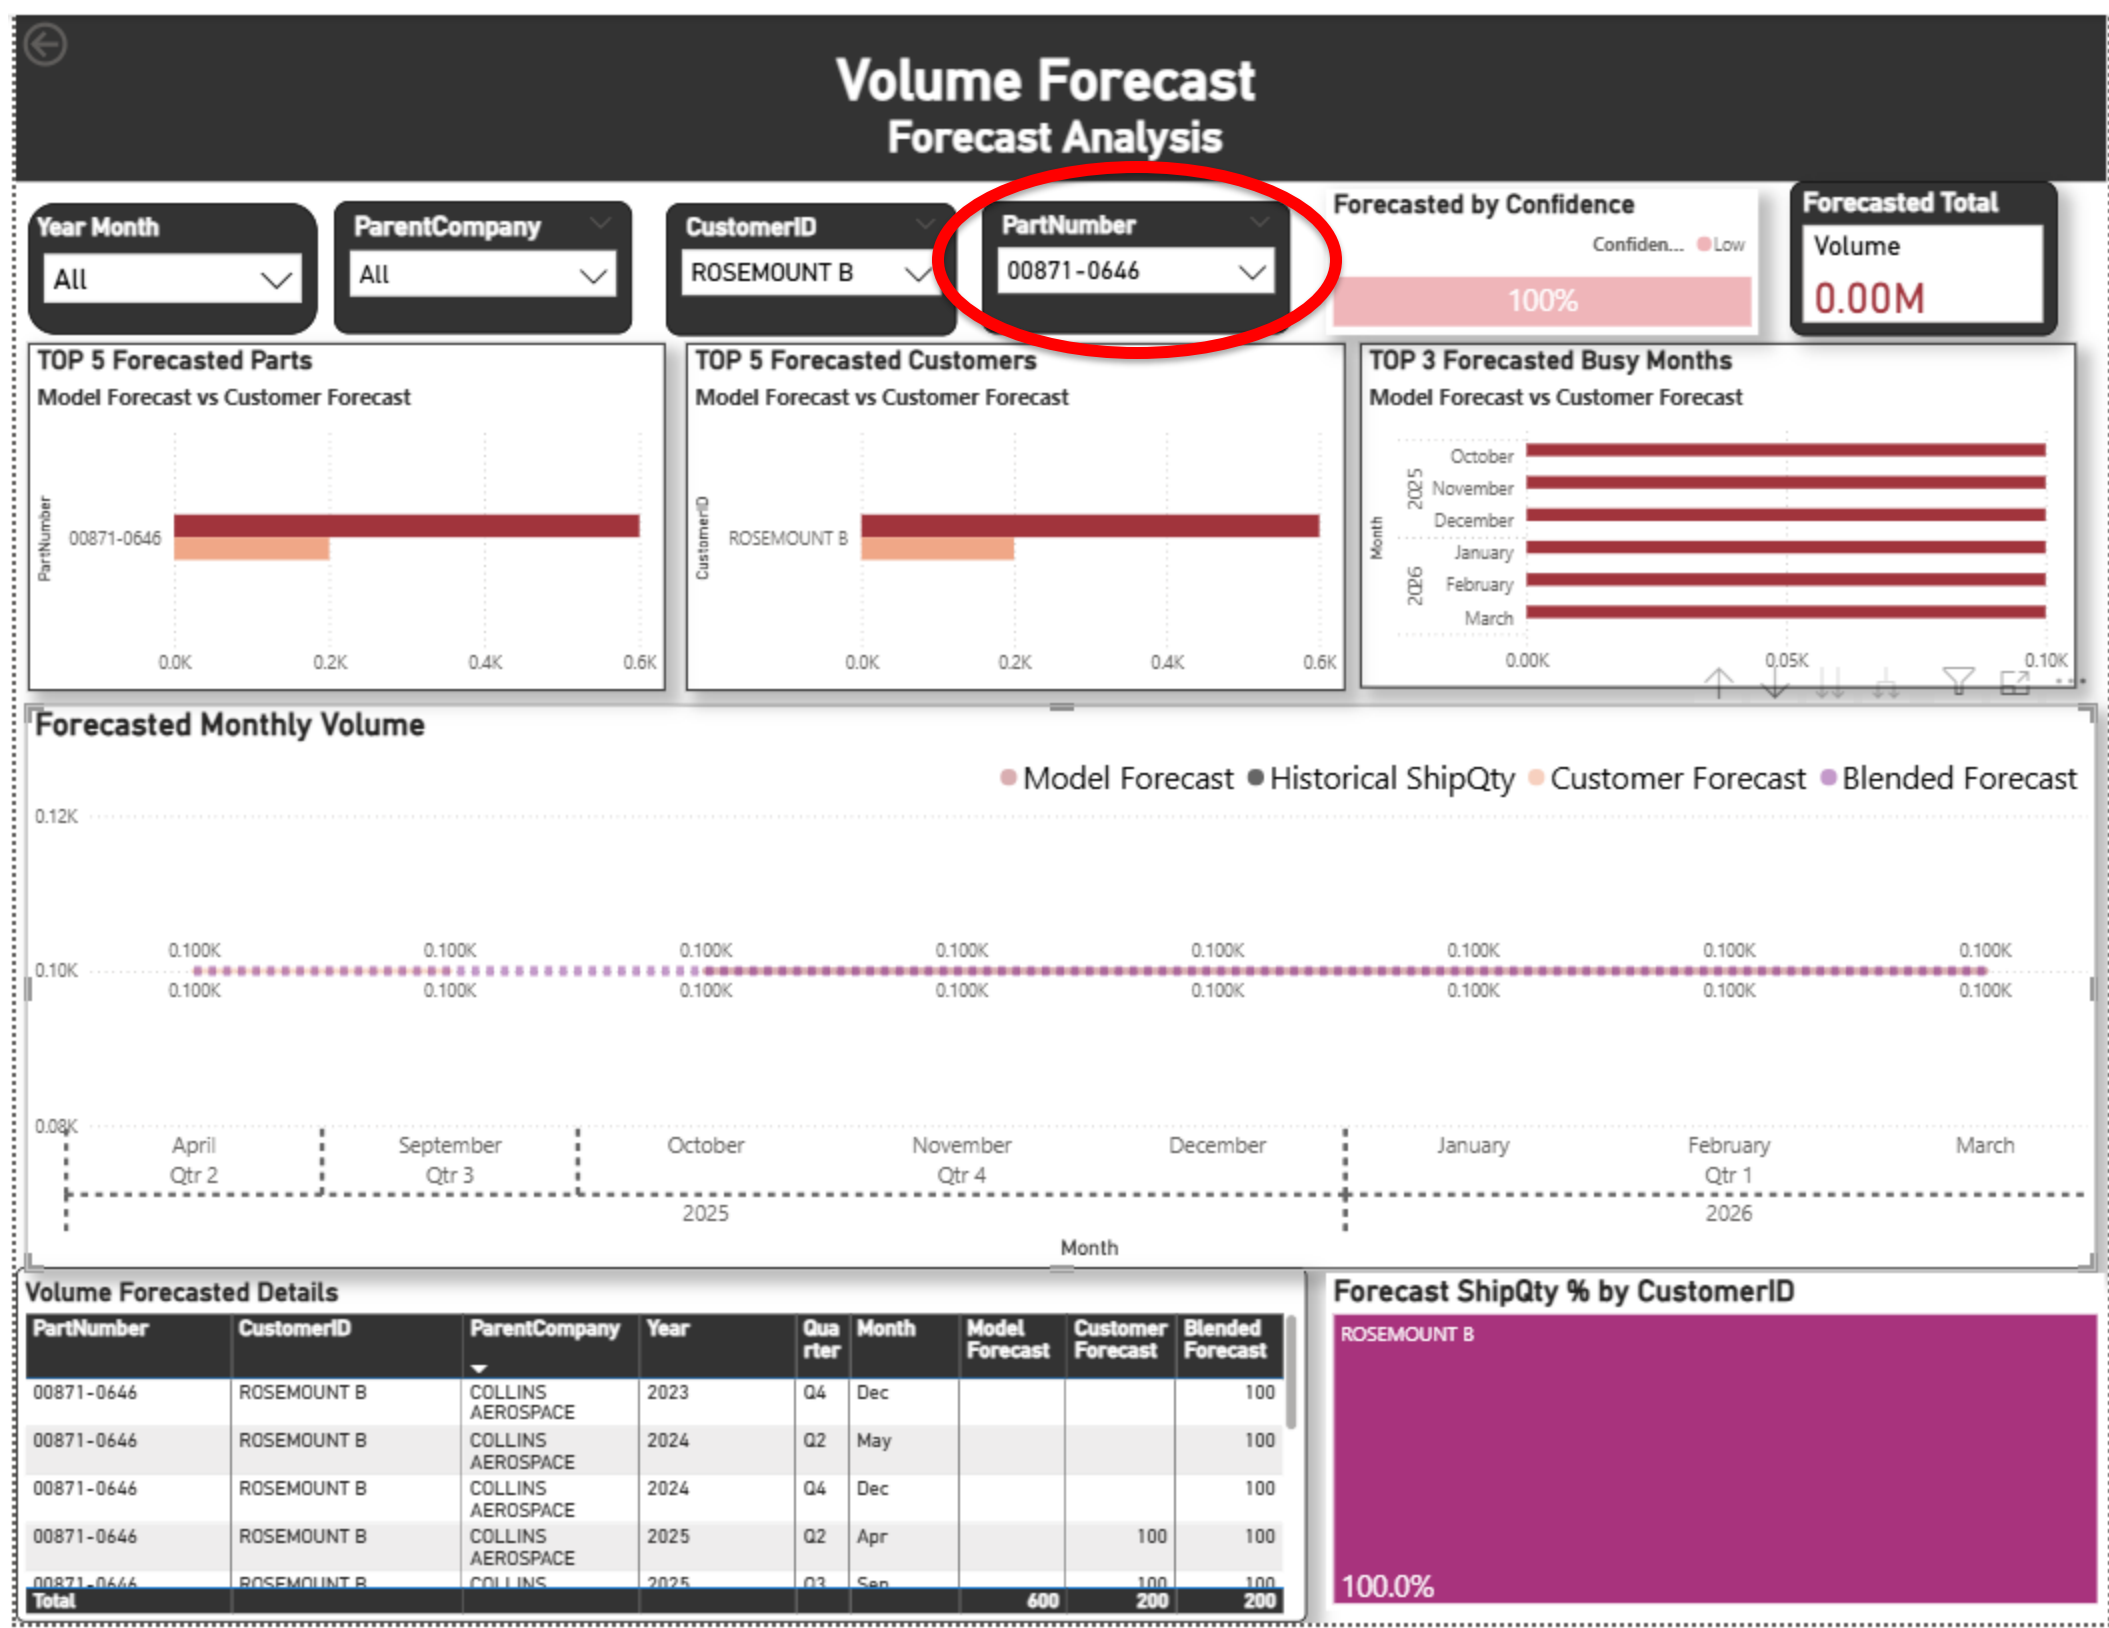 Volume Forecast
Forecast Analysis
Year Month
All
ParentCompany
All
CustomerID
ROSEMOUNT B
PartNumber
00871-0646
Forecasted by Confidence
Confiden... Low
100%
Forecasted Total
Volume
0.00M
TOP 5 Forecasted Parts
Model Forecast vs Customer Forecast
PartNumber
00871-0646
0.0K 0.2K 0.4K 0.6K
TOP 5 Forecasted Customers
Model Forecast vs Customer Forecast
CustomerID
ROSEMOUNT B
0.0K 0.2K 0.4K 0.6K
TOP 3 Forecasted Busy Months
Model Forecast vs Customer Forecast
Month
2025
October
November
December
2026
January
February
March
0.00K 0.05K 0.10K
Forecasted Monthly Volume
Model Forecast Historical ShipQty Customer Forecast Blended Forecast
0.12K
0.100K 0.100K 0.100K 0.100K 0.100K 0.100K 0.100K 0.100K
0.10K
0.100K 0.100K 0.100K 0.100K 0.100K 0.100K 0.100K 0.100K
0.08K
April September October November December January February March
Qtr 2 Qtr 3 Qtr 4 Qtr 1
2025 2026
Month
Volume Forecasted Details
PartNumber CustomerID ParentCompany Year Qua Month Model Customer Blended
rter Forecast Forecast Forecast
00871-0646 ROSEMOUNT B COLLINS 2023 Q4 Dec 100
AEROSPACE
00871-0646 ROSEMOUNT B COLLINS 2024 Q2 May 100
AEROSPACE
00871-0646 ROSEMOUNT B COLLINS 2024 Q4 Dec 100
AEROSPACE
00871-0646 ROSEMOUNT B COLLINS 2025 Q2 Apr 100 100
AEROSPACE
00871-0646 ROSEMOUNT B COLLINS 2025 Q3 Sep 100 100
Total 600 200 200
Forecast ShipQty % by CustomerID
ROSEMOUNT B
100.0%